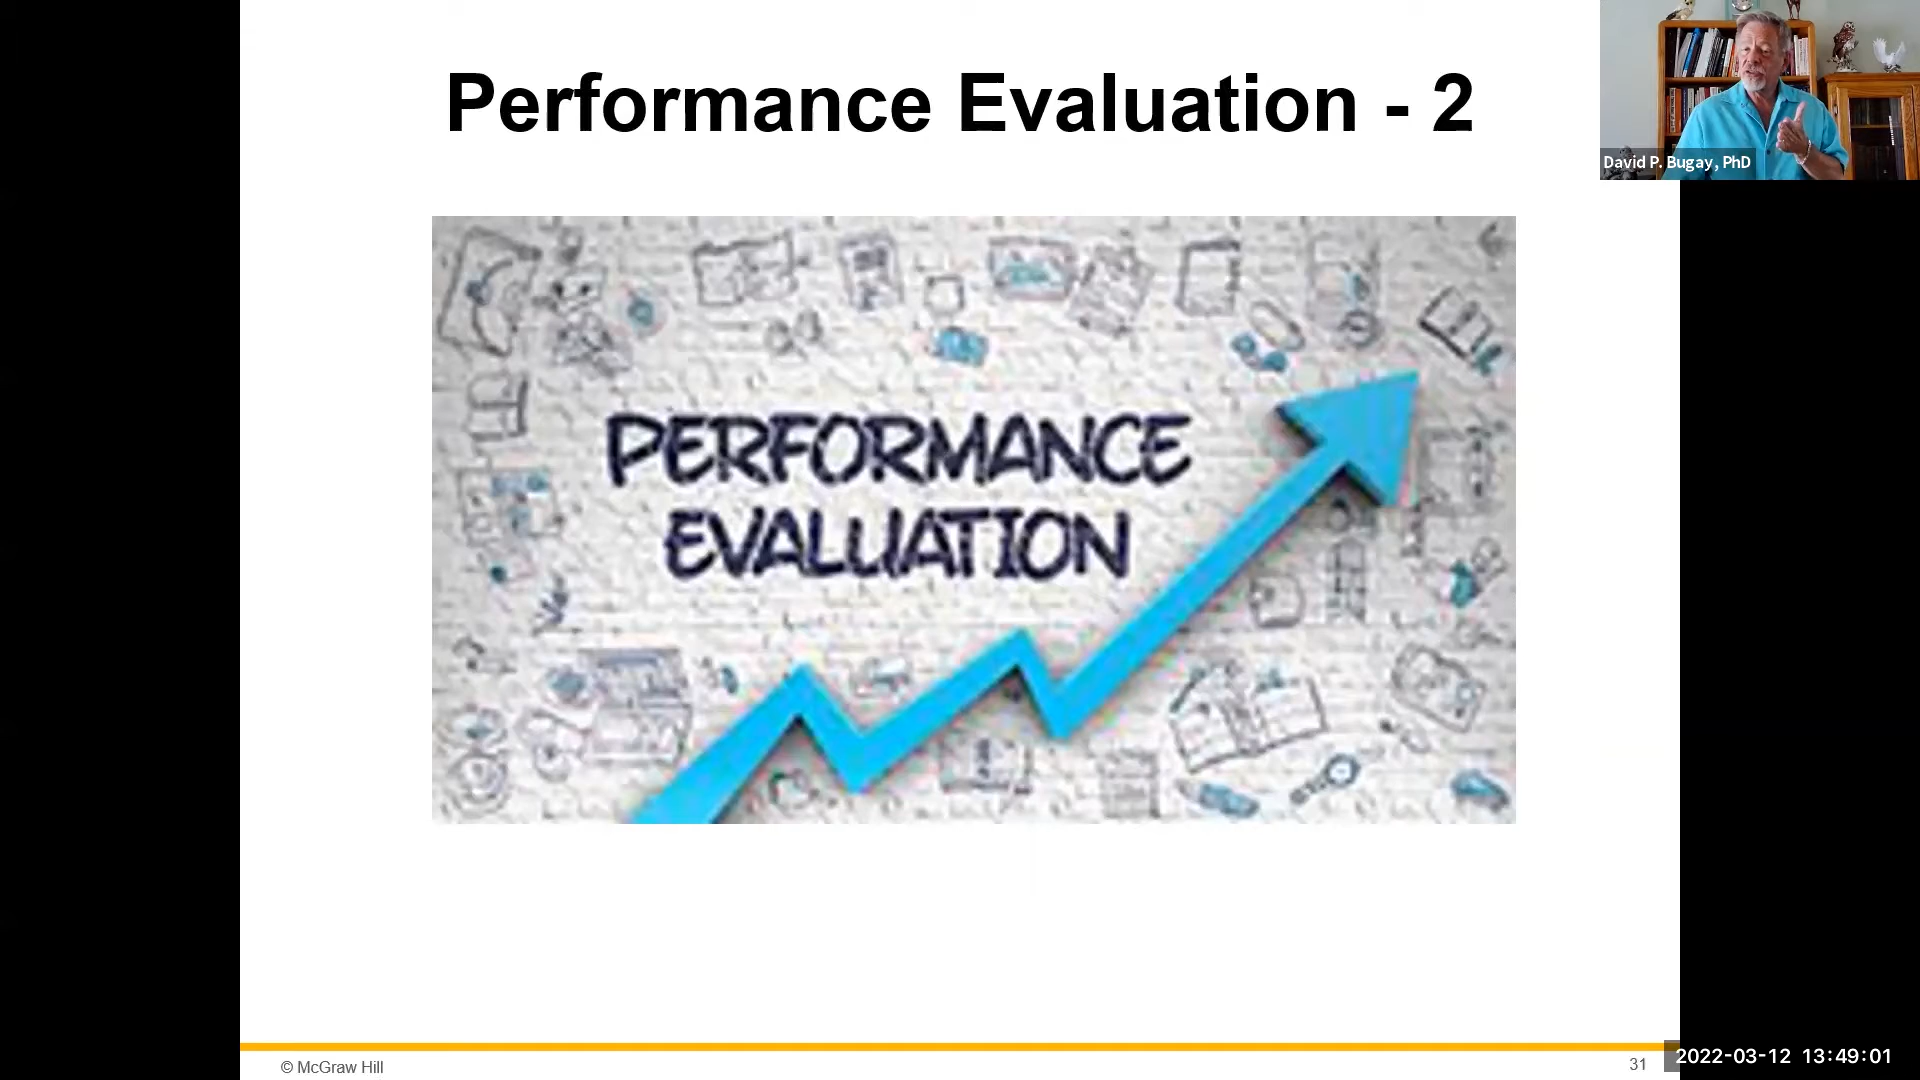 Performance Evaluation - 2
David P. Bugay, PhD
PERFORMANCE
EVALUATION
© McGraw Hill
31
2022-03-12 13:49:01